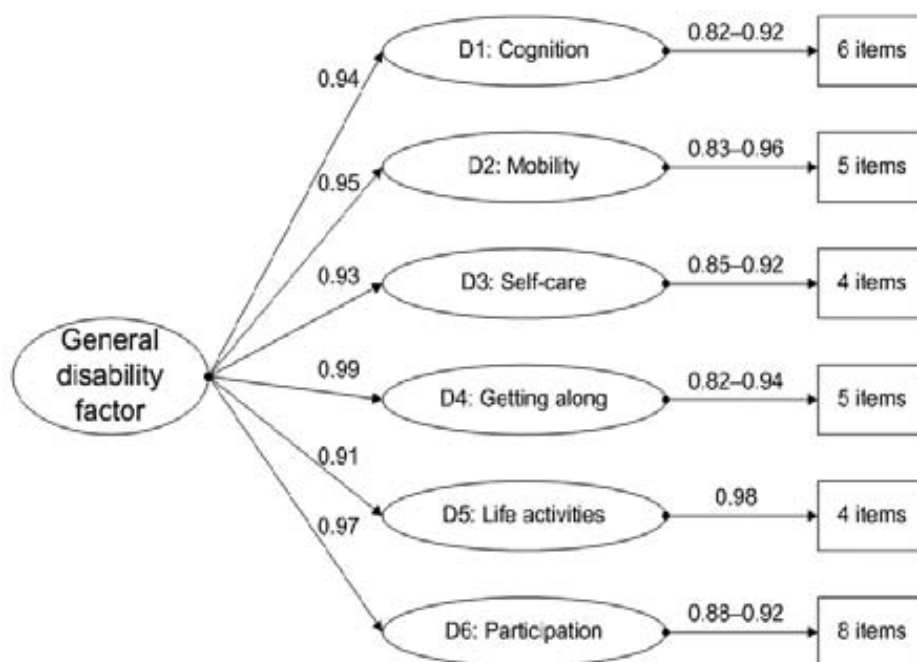 D1: Cognition
0.82–0.92
6 items
0.94
D2: Mobility
0.83–0.96
5 items
0.95
D3: Self-care
0.85–0.92
4 items
0.93
General
disability
factor
0.99
D4: Getting along
0.82–0.94
5 items
0.91
D5: Life activities
0.98
4 items
0.97
D6: Participation
0.88–0.92
8 items